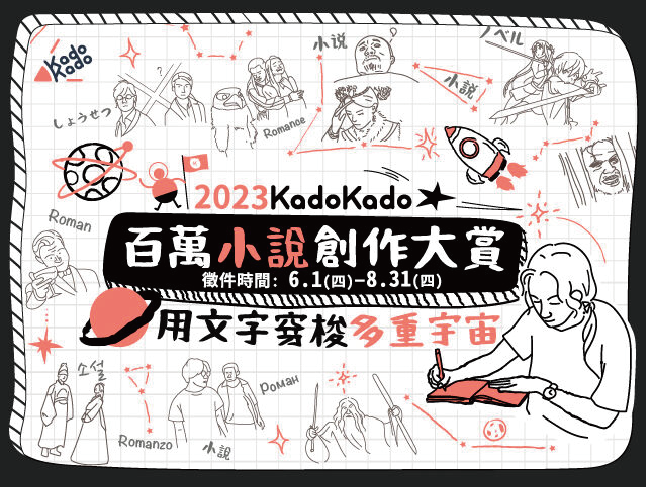 Kado
Kado
小説
ノベル
小説
しょうせつ
?
Romance
2023KadoKado
Roman
百萬小說創作大賞
徵件時間：6.1(四)–8.31(四)
用文字穿梭多重宇宙
소설
Роман
Romanzo
小說